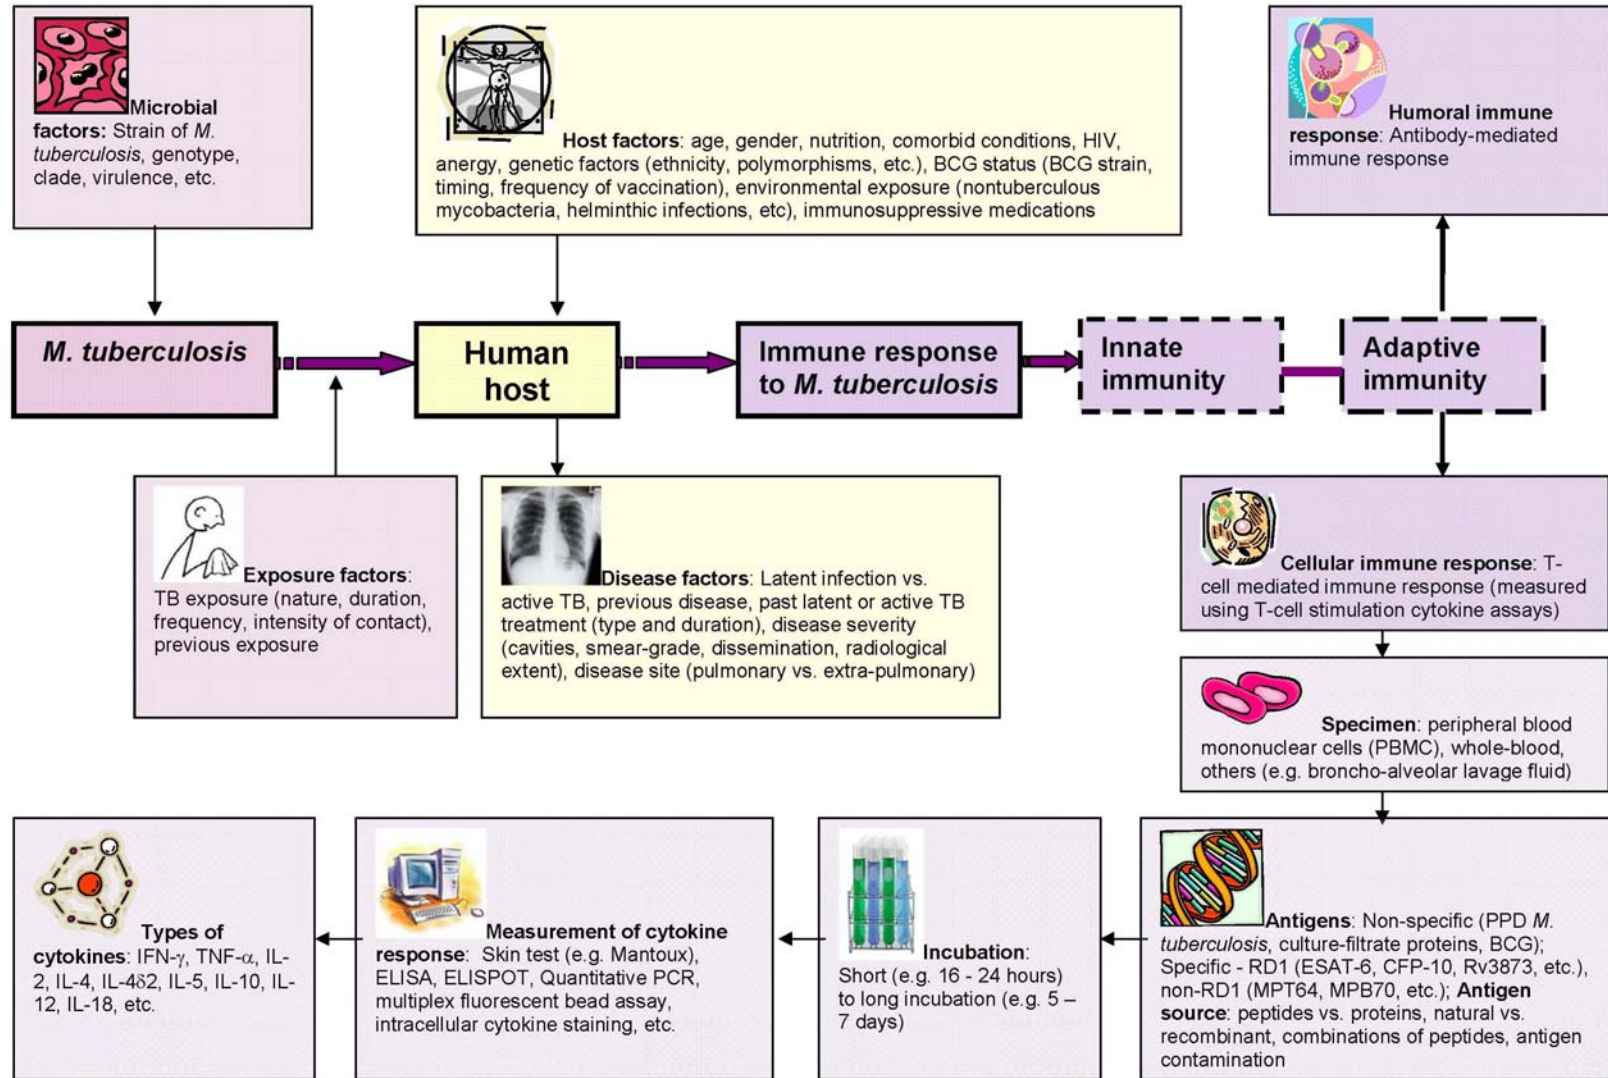 Microbial
factors: Strain of M.
tuberculosis, genotype,
clade, virulence, etc.
Host factors: age, gender, nutrition, comorbid conditions, HIV,
anergy, genetic factors (ethnicity, polymorphisms, etc.), BCG status (BCG strain,
timing, frequency of vaccination), environmental exposure (nontuberculous
mycobacteria, helminthic infections, etc), immunosuppressive medications
Humoral immune
response: Antibody-mediated
immune response
M. tuberculosis
Human
host
Immune response
to M. tuberculosis
Innate
immunity
Adaptive
immunity
Exposure factors:
TB exposure (nature, duration,
frequency, intensity of contact),
previous exposure
Disease factors: Latent infection vs.
active TB, previous disease, past latent or active TB
treatment (type and duration), disease severity
(cavities, smear-grade, dissemination, radiological
extent), disease site (pulmonary vs. extra-pulmonary)
Cellular immune response: T-
cell mediated immune response (measured
using T-cell stimulation cytokine assays)
Specimen: peripheral blood
mononuclear cells (PBMC), whole-blood,
others (e.g. broncho-alveolar lavage fluid)
Types of
cytokines: IFN-γ, TNF-α, IL-
2, IL-4, IL-4δ2, IL-5, IL-10, IL-
12, IL-18, etc.
Measurement of cytokine
response: Skin test (e.g. Mantoux),
ELISA, ELISPOT, Quantitative PCR,
multiplex fluorescent bead assay,
intracellular cytokine staining, etc.
Incubation:
Short (e.g. 16 - 24 hours)
to long incubation (e.g. 5 –
7 days)
Antigens: Non-specific (PPD M.
tuberculosis, culture-filtrate proteins, BCG);
Specific - RD1 (ESAT-6, CFP-10, Rv3873, etc.),
non-RD1 (MPT64, MPB70, etc.); Antigen
source: peptides vs. proteins, natural vs.
recombinant, combinations of peptides, antigen
contamination